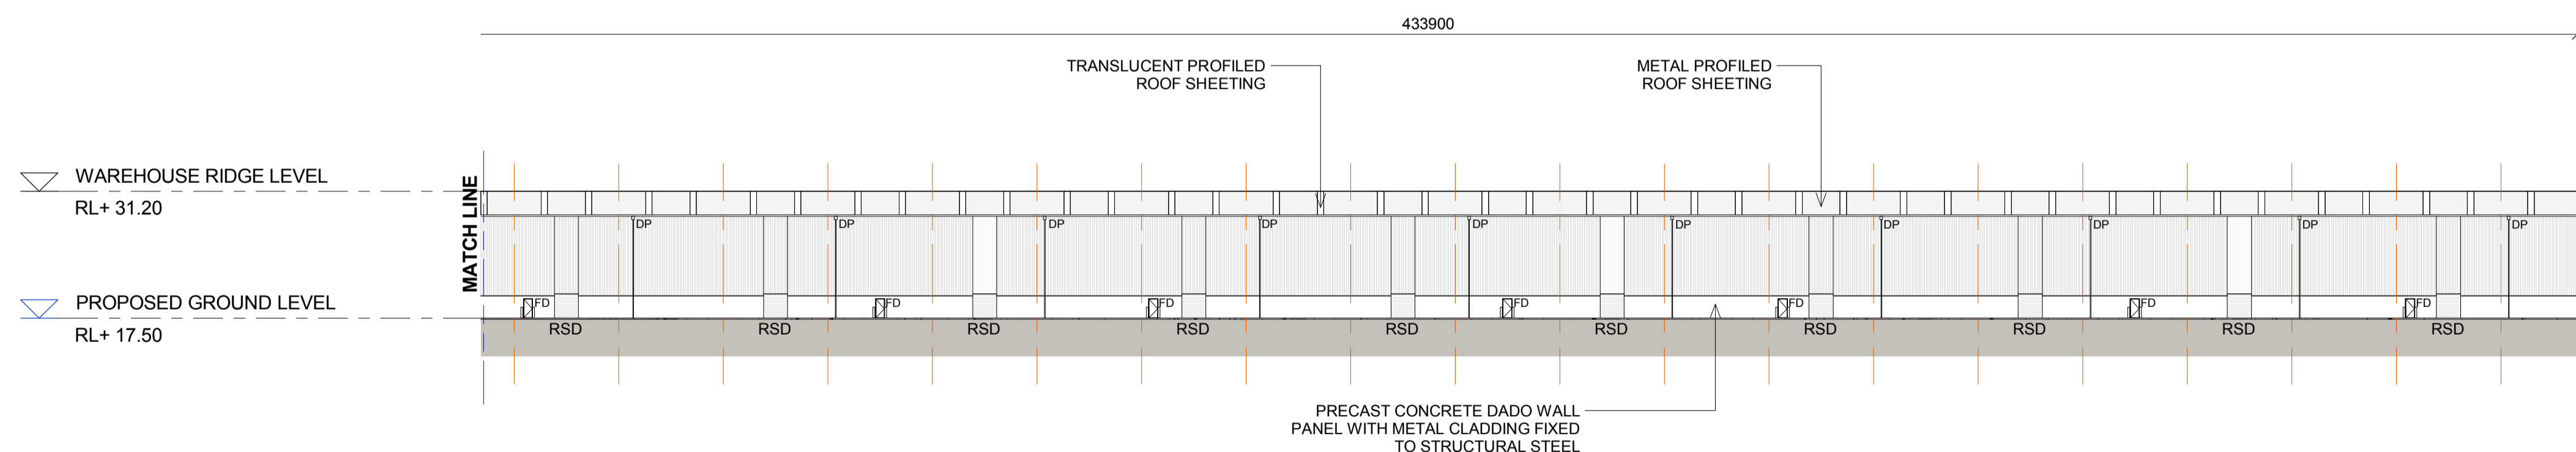 433900
TRANSLUCENT PROFILED
ROOF SHEETING
METAL PROFILED
ROOF SHEETING
WAREHOUSE RIDGE LEVEL
RL+ 31.20
MATCH LINE
DP DP DP DP DP DP DP DP DP DP
PROPOSED GROUND LEVEL
RL+ 17.50
FD FD FD FD FD FD FD
RSD RSD RSD RSD RSD RSD RSD RSD RSD RSD
PRECAST CONCRETE DADO WALL
PANEL WITH METAL CLADDING FIXED
TO STRUCTURAL STEEL